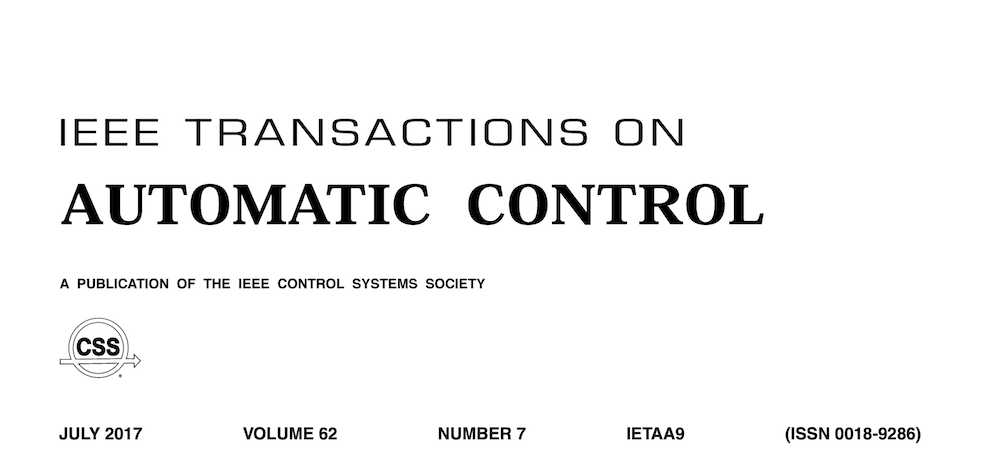 IEEE TRANSACTIONS ON
AUTOMATIC CONTROL
A PUBLICATION OF THE IEEE CONTROL SYSTEMS SOCIETY
CSS
®
JULY 2017 VOLUME 62 NUMBER 7 IETAA9 (ISSN 0018-9286)